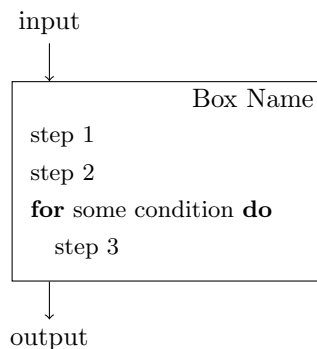 input
Box Name
step 1
step 2
for some condition do
step 3
output